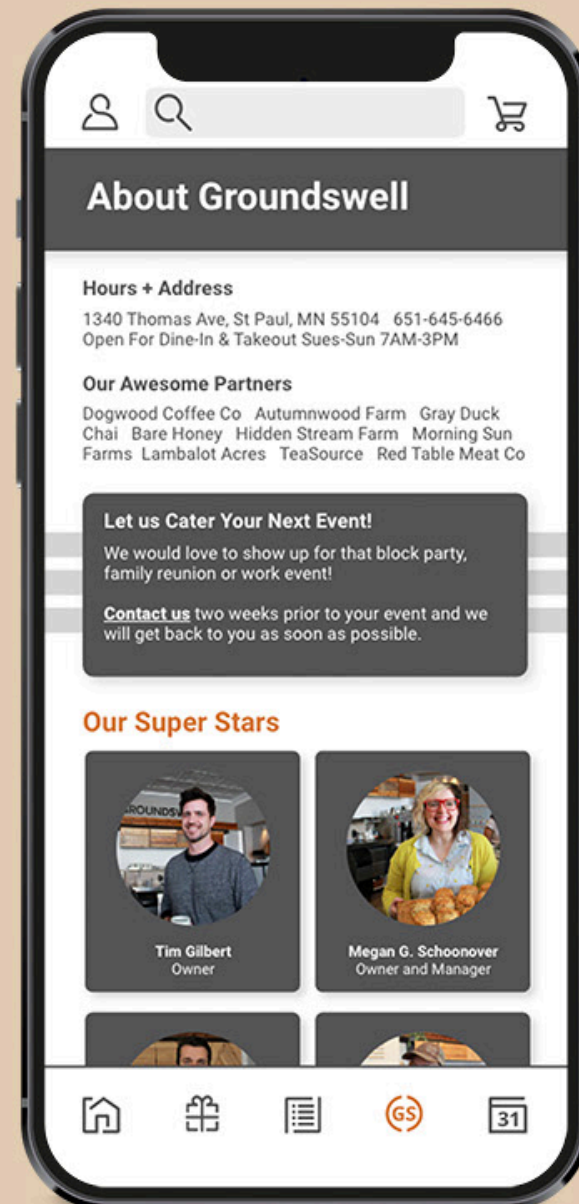 About Groundswell
Hours + Address
1340 Thomas Ave, St Paul, MN 55104 651-645-6466
Open For Dine-In & Takeout Sues-Sun 7AM-3PM
Our Awesome Partners
Dogwood Coffee Co Autumnwood Farm Gray Duck
Chai Bare Honey Hidden Stream Farm Morning Sun
Farms Lambalot Acres TeaSource Red Table Meat Co
Let us Cater Your Next Event!
We would love to show up for that block party,
family reunion or work event!
Contact us two weeks prior to your event and we
will get back to you as soon as possible.
Our Super Stars
Tim Gilbert
Owner
Megan G. Schoonover
Owner and Manager
GS
31